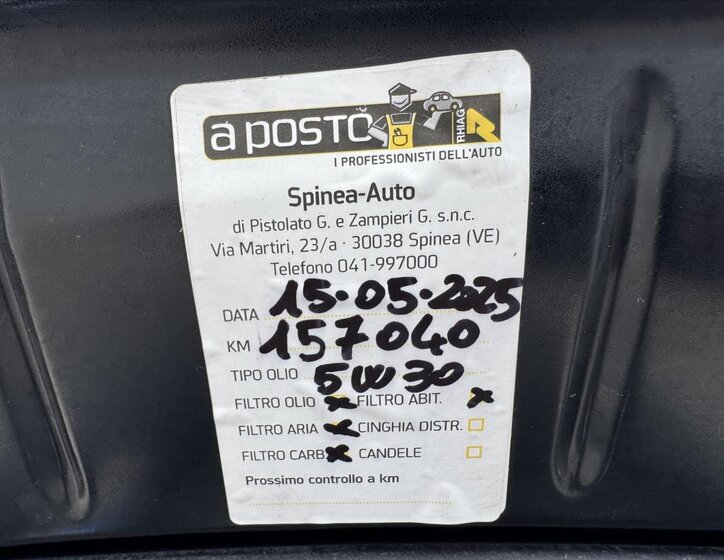 a posto
RHIAG
I PROFESSIONISTI DELL'AUTO
Spinea-Auto
di Pistolato G. e Zampieri G. s.n.c.
Via Martiri, 23/a · 30038 Spinea (VE)
Telefono 041-997000
DATA 15.05.2025
KM 157040
TIPO OLIO 5W30
FILTRO OLIO x FILTRO ABIT. x
FILTRO ARIA x CINGHIA DISTR.
FILTRO CARB x CANDELE
Prossimo controllo a km